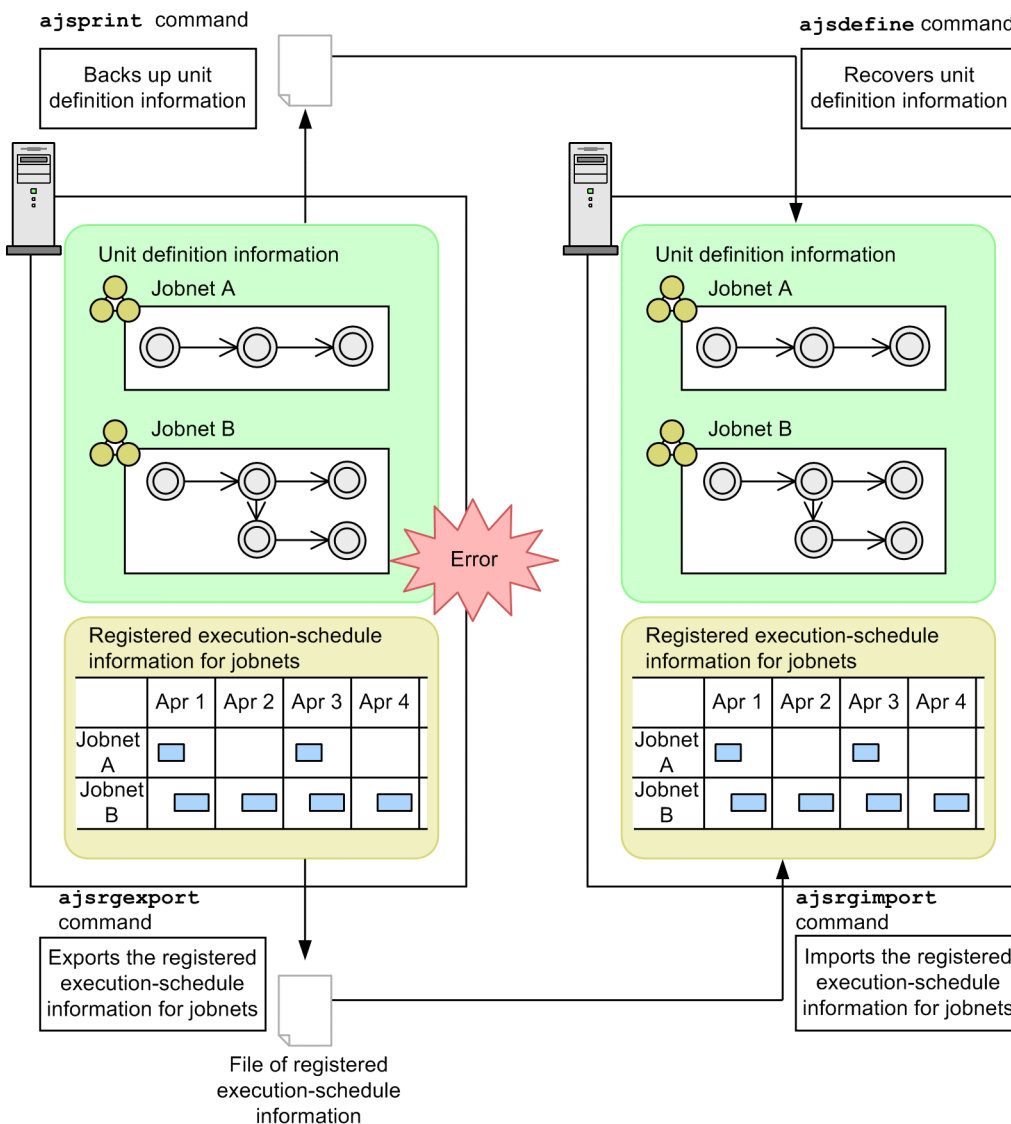 ajsprint command
Backs up unit
definition information
ajsdefine command
Recovers unit
definition information
Unit definition information
Jobnet A
Jobnet B
Error
Registered execution-schedule
information for jobnets
Apr 1 Apr 2 Apr 3 Apr 4
Jobnet
A
Jobnet
B
Unit definition information
Jobnet A
Jobnet B
Registered execution-schedule
information for jobnets
Apr 1 Apr 2 Apr 3 Apr 4
Jobnet
A
Jobnet
B
ajsrgexport
command
Exports the registered
execution-schedule
information for jobnets
File of registered
execution-schedule
information
ajsrgimport
command
Imports the registered
execution-schedule
information for jobnets